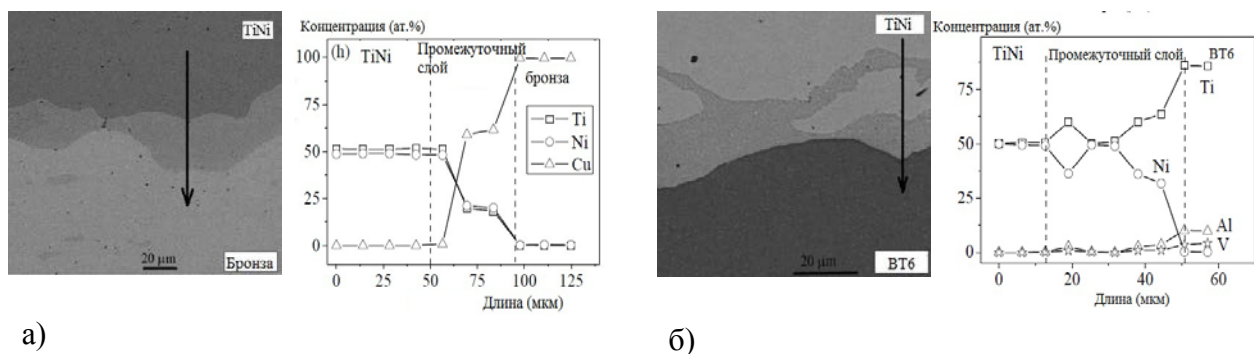 TiNi
20 µm
Бронза
Концентрация (ат.%)
(h)
TiNi
Промежуточный
слой
бронза
Ti
Ni
Cu
100
75
50
25
0
0
25
50
75
100
125
Длина (мкм)
а)
TiNi
20 µm
ВТ6
Концентрация (ат.%)
TiNi
Промежуточный слой
ВТ6
Ti
Ni
Al
V
75
50
25
0
0
20
40
60
Длина (мкм)
б)